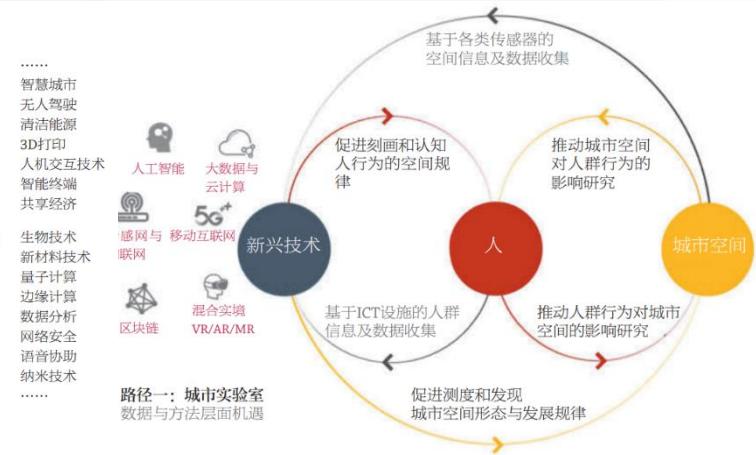 ……
智慧城市
无人驾驶
清洁能源
3D打印
人机交互技术
智能终端
共享经济
生物技术
新材料技术
量子计算
边缘计算
数据分析
网络安全
语音协助
纳米技术
……
人工智能
大数据与
云计算
感网与
联网
5G
移动互联网
区块链
混合实境
VR/AR/MR
路径一：城市实验室
数据与方法层面机遇
基于各类传感器的
空间信息及数据收集
促进刻画和认知
人行为的空间规
律
推动城市空间
对人群行为的
影响研究
新兴技术
人
城市空间
基于ICT设施的人群
信息及数据收集
推动人群行为对城市
空间的影响研究
促进测度和发现
城市空间形态与发展规律